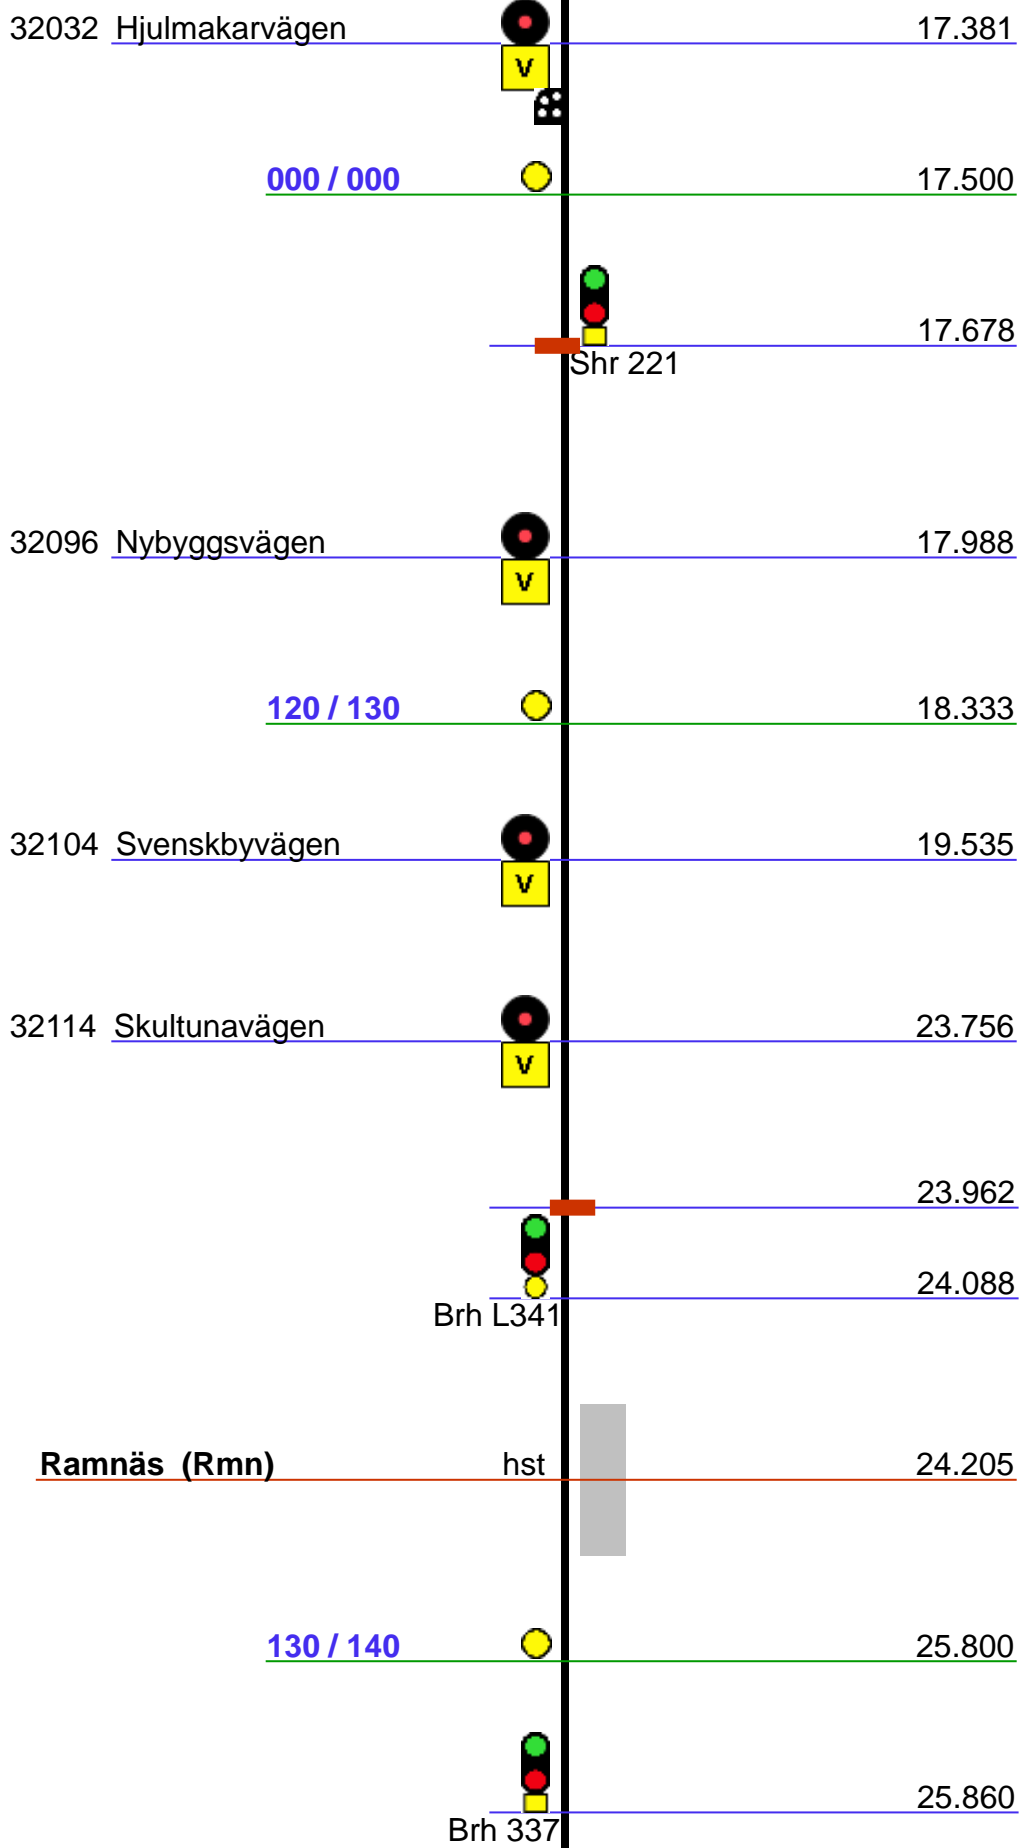 32032 Hjulmakarvägen 17.381
V
000 / 000 17.500
17.678
Shr 221
32096 Nybyggsvägen 17.988
V
120 / 130 18.333
32104 Svenskbyvägen 19.535
V
32114 Skultunavägen 23.756
V
23.962
24.088
Brh L341
Ramnäs (Rmn) hst 24.205
130 / 140 25.800
25.860
Brh 337